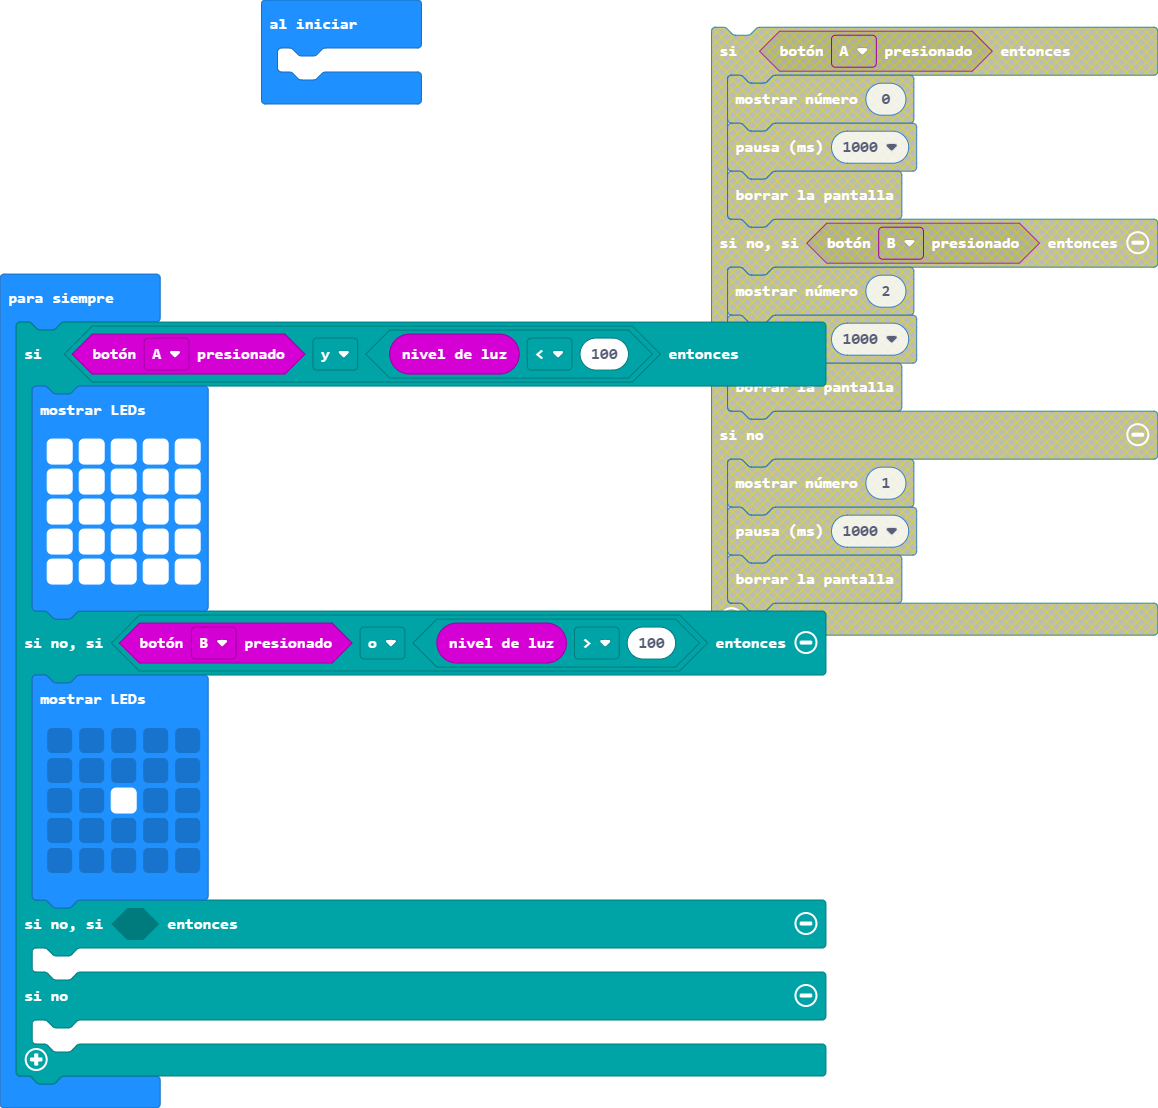 al iniciar
si botón A presionado entonces
mostrar número 0
pausa (ms) 1000
borrar la pantalla
si no, si botón B presionado entonces
mostrar número 2
1000
borrar la pantalla
si no
mostrar número 1
pausa (ms) 1000
borrar la pantalla
para siempre
si botón A presionado y nivel de luz < 100 entonces
mostrar LEDs
si no, si botón B presionado o nivel de luz > 100 entonces
mostrar LEDs
si no, si entonces
si no